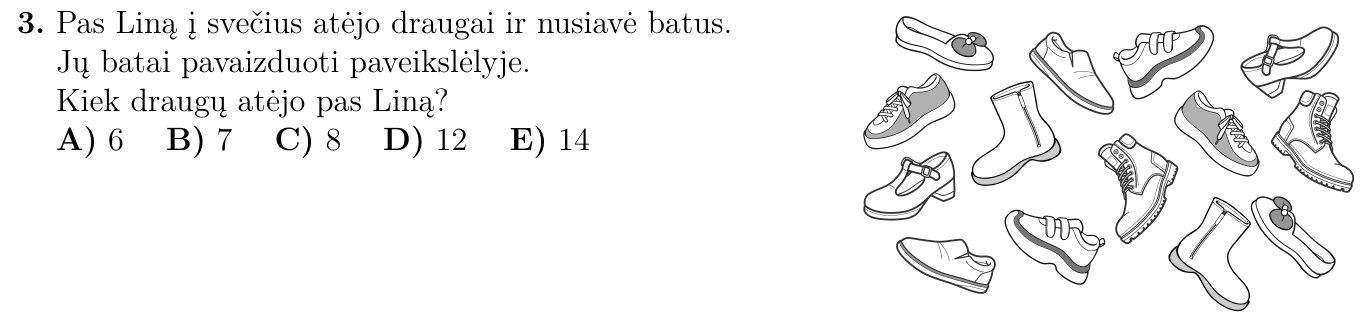 3. Pas Liną į svečius atėjo draugai ir nusiavė batus.
Jų batai pavaizduoti paveikslėlyje.
Kiek draugų atėjo pas Liną?
A) 6 B) 7 C) 8 D) 12 E) 14